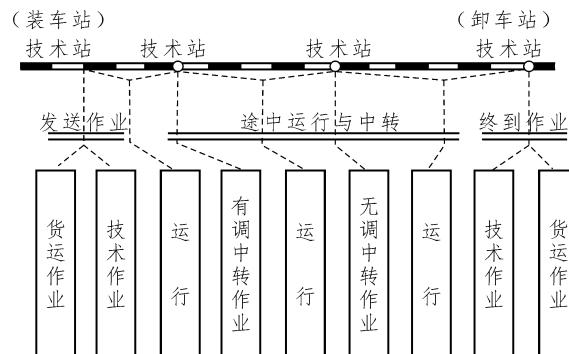 （装车站） （卸车站）
技术站 技术站 技术站 技术站
发送作业 途中运行与中转 终到作业
货运作业
技术作业
运行
有调中转作业
运行
无调中转作业
运行
技术作业
货运作业